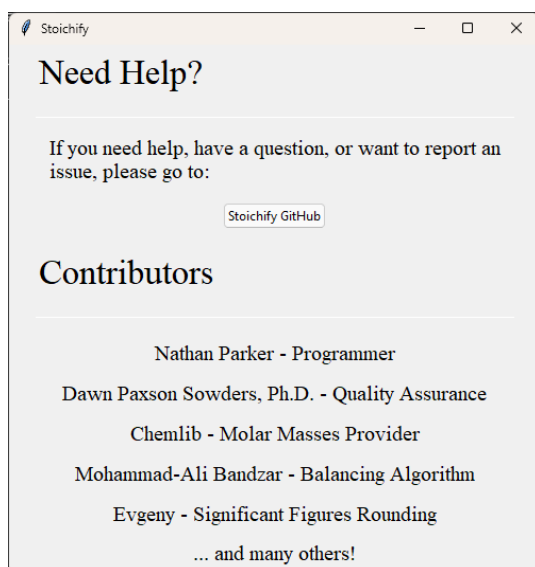 Stoichify
Need Help?
If you need help, have a question, or want to report an
issue, please go to:
Stoichify GitHub
Contributors
Nathan Parker - Programmer
Dawn Paxson Sowders, Ph.D. - Quality Assurance
Chemlib - Molar Masses Provider
Mohammad-Ali Bandzar - Balancing Algorithm
Evgeny - Significant Figures Rounding
... and many others!